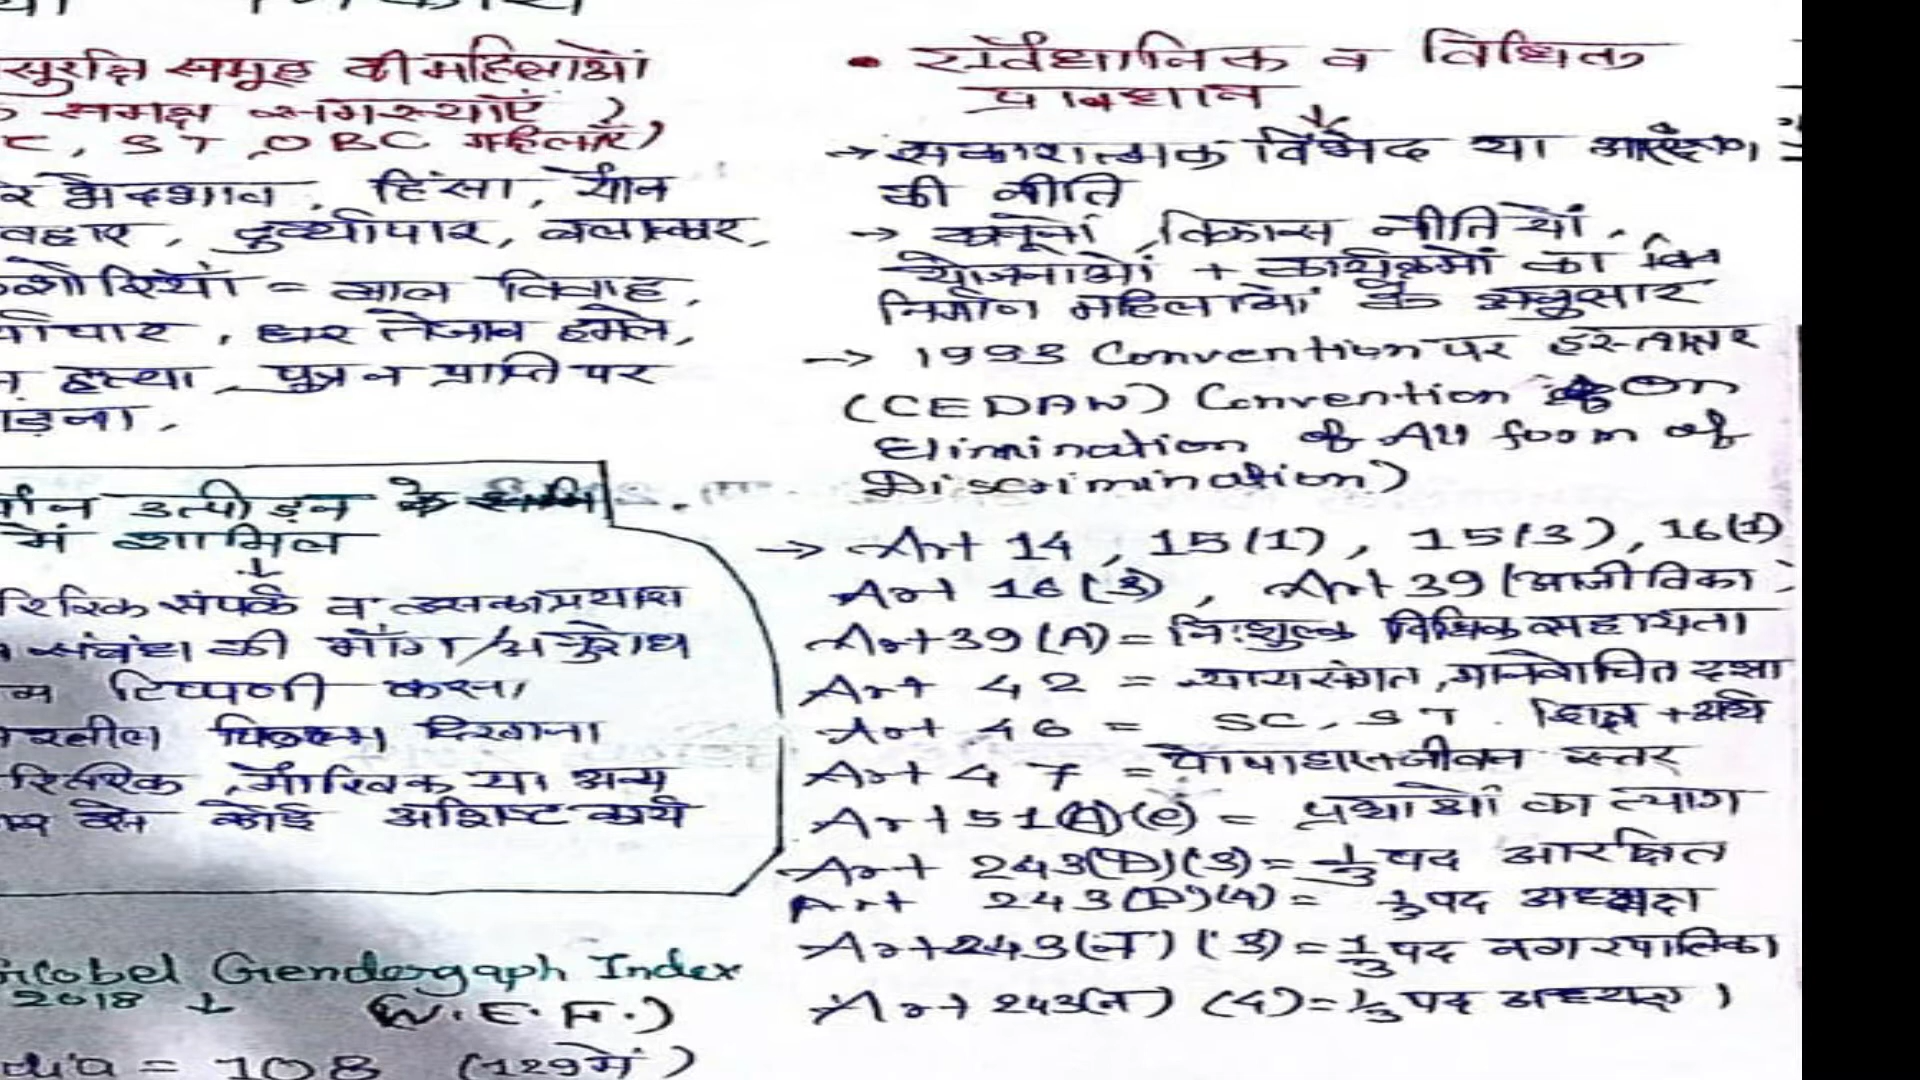 सुरक्षि समूह की महिलाओं
समक्ष समस्याएँ
, ST, OBC महिलाएँ)
भेदभाव, हिंसा, यौन
दुर्व्यापार, बलात्कार,
= बाल विवाह,
, तेजाब हमले,
हत्या, पुत्र न प्राप्ति पर
यौन उत्पीड़न
में शामिल
↓
संपर्क व उसका प्रयास
संबंध की माँग/अनुरोध
टिप्पणी करना
दिखाना
, मौखिक या अन्य
से कोई अशिष्ट कार्य
Globel Gendergaph Index
2018 ↓ (W.E.F.)
= 108 (129 में)
• संवैधानिक व विधिक
प्रावधान
→ सकारात्मक विभेद या आरक्षण
की नीति
→ कानूनों, विकास नीतियों,
योजनाओं + कार्यक्रमों का
निर्माण महिलाओं के अनुसार
→ 1993 Convention पर हस्ताक्षर
(CEDAW) Convention On
Elimination of All form of
Discrimination)
→ Art 14, 15(1), 15(3), 16(1)
Art 16(3), Art 39 (आजीविका)
Art 39(A) = निःशुल्क विधिक सहायता
Art 42 = न्यायसंगत, मानवोचित दशा
Art 46 = SC, ST. शिक्षा + अर्थ
Art 47 = पोषाहार जीवन स्तर
Art 51(A)(e) = प्रथाओं का त्याग
Art 243(D)(3) = 1/3 पद आरक्षित
Art 243(D)(4) = 1/3 पद अध्यक्ष
Art 243(T)(3) = 1/3 पद नगरपालिका
Art 243(T) (4) = 1/3 पद अध्यक्ष।